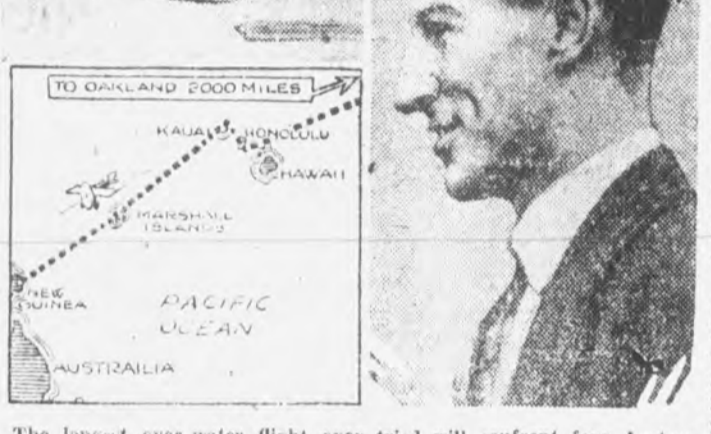 TO OAKLAND 2000 MILES
KAUAI
HONOLULU
HAWAII
MARSHALL
ISLANDS
NEW
GUINEA
PACIFIC
OCEAN
AUSTRAILIA
The longest over-water flight ever tried will confront four